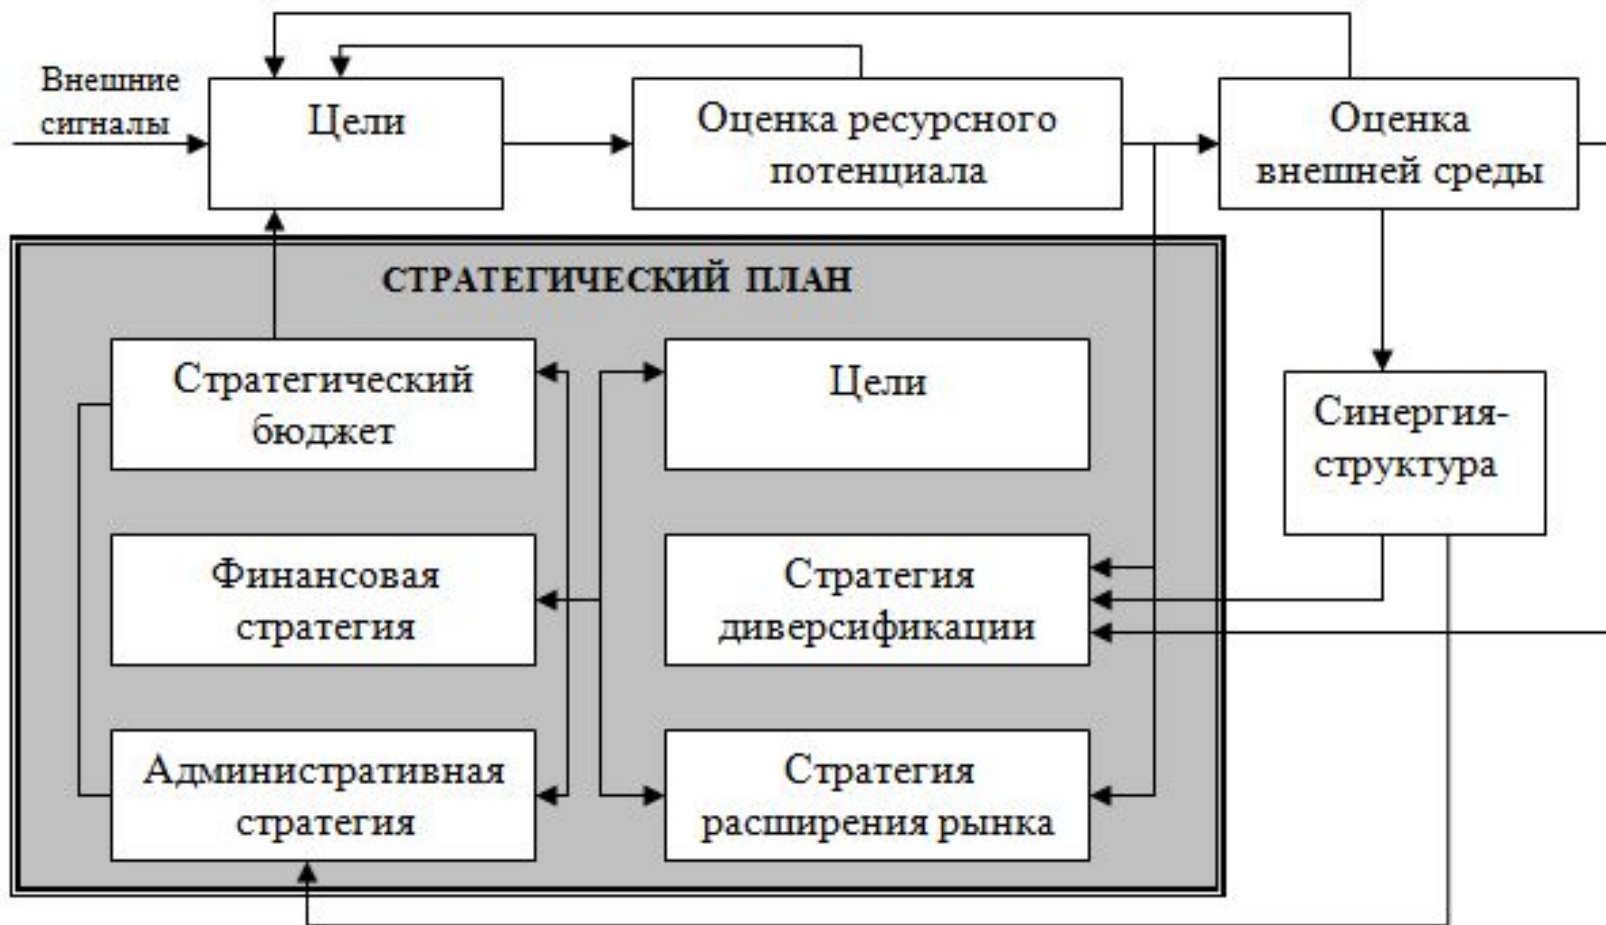 Внешние
сигналы
Цели
Оценка ресурсного
потенциала
Оценка
внешней среды
СТРАТЕГИЧЕСКИЙ ПЛАН
Стратегический
бюджет
Цели
Синергия-
структура
Финансовая
стратегия
Стратегия
диверсификации
Административная
стратегия
Стратегия
расширения рынка